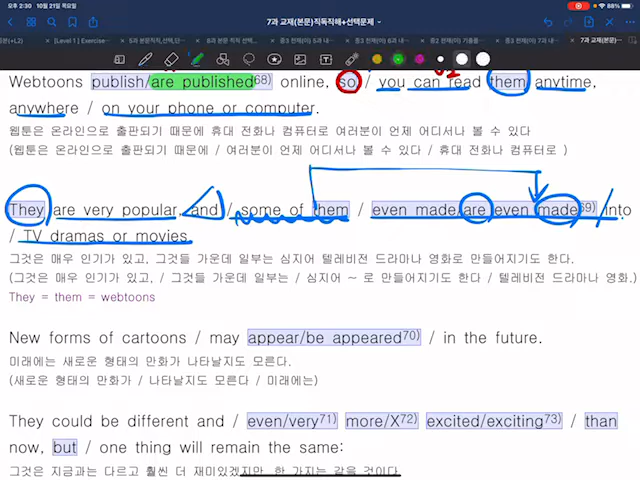 오후 2:30 10월 21일 월요일
68%
7과 교재(본문)직독직해+선택문제
(+L2)
[Level 1] Exercise
7과 교재(본문)
v2
Webtoons publish/are published68) online, so / you can read them anytime,
anywhere / on your phone or computer.
웹툰은 온라인으로 출판되기 때문에 휴대 전화나 컴퓨터로 여러분이 언제 어디서나 볼 수 있다
(웹툰은 온라인으로 출판되기 때문에 / 여러분이 언제 어디서나 볼 수 있다 / 휴대 전화나 컴퓨터로 )
They are very popular, and / some of them / even made/are even made69) / into
/ TV dramas or movies.
그것은 매우 인기가 있고, 그것들 가운데 일부는 심지어 텔레비전 드라마나 영화로 만들어지기도 한다.
(그것은 매우 인기가 있고, / 그것들 가운데 일부는 / 심지어 ~ 로 만들어지기도 한다 / 텔레비전 드라마나 영화.)
They = them = webtoons
New forms of cartoons / may appear/be appeared70) / in the future.
미래에는 새로운 형태의 만화가 나타날지도 모른다.
(새로운 형태의 만화가 / 나타날지도 모른다 / 미래에는)
They could be different and / even/very71) more/X72) excited/exciting73) / than
now, but / one thing will remain the same:
그것은 지금과는 다르고 훨씬 더 재미있겠지만, 한 가지는 같을 것이다.